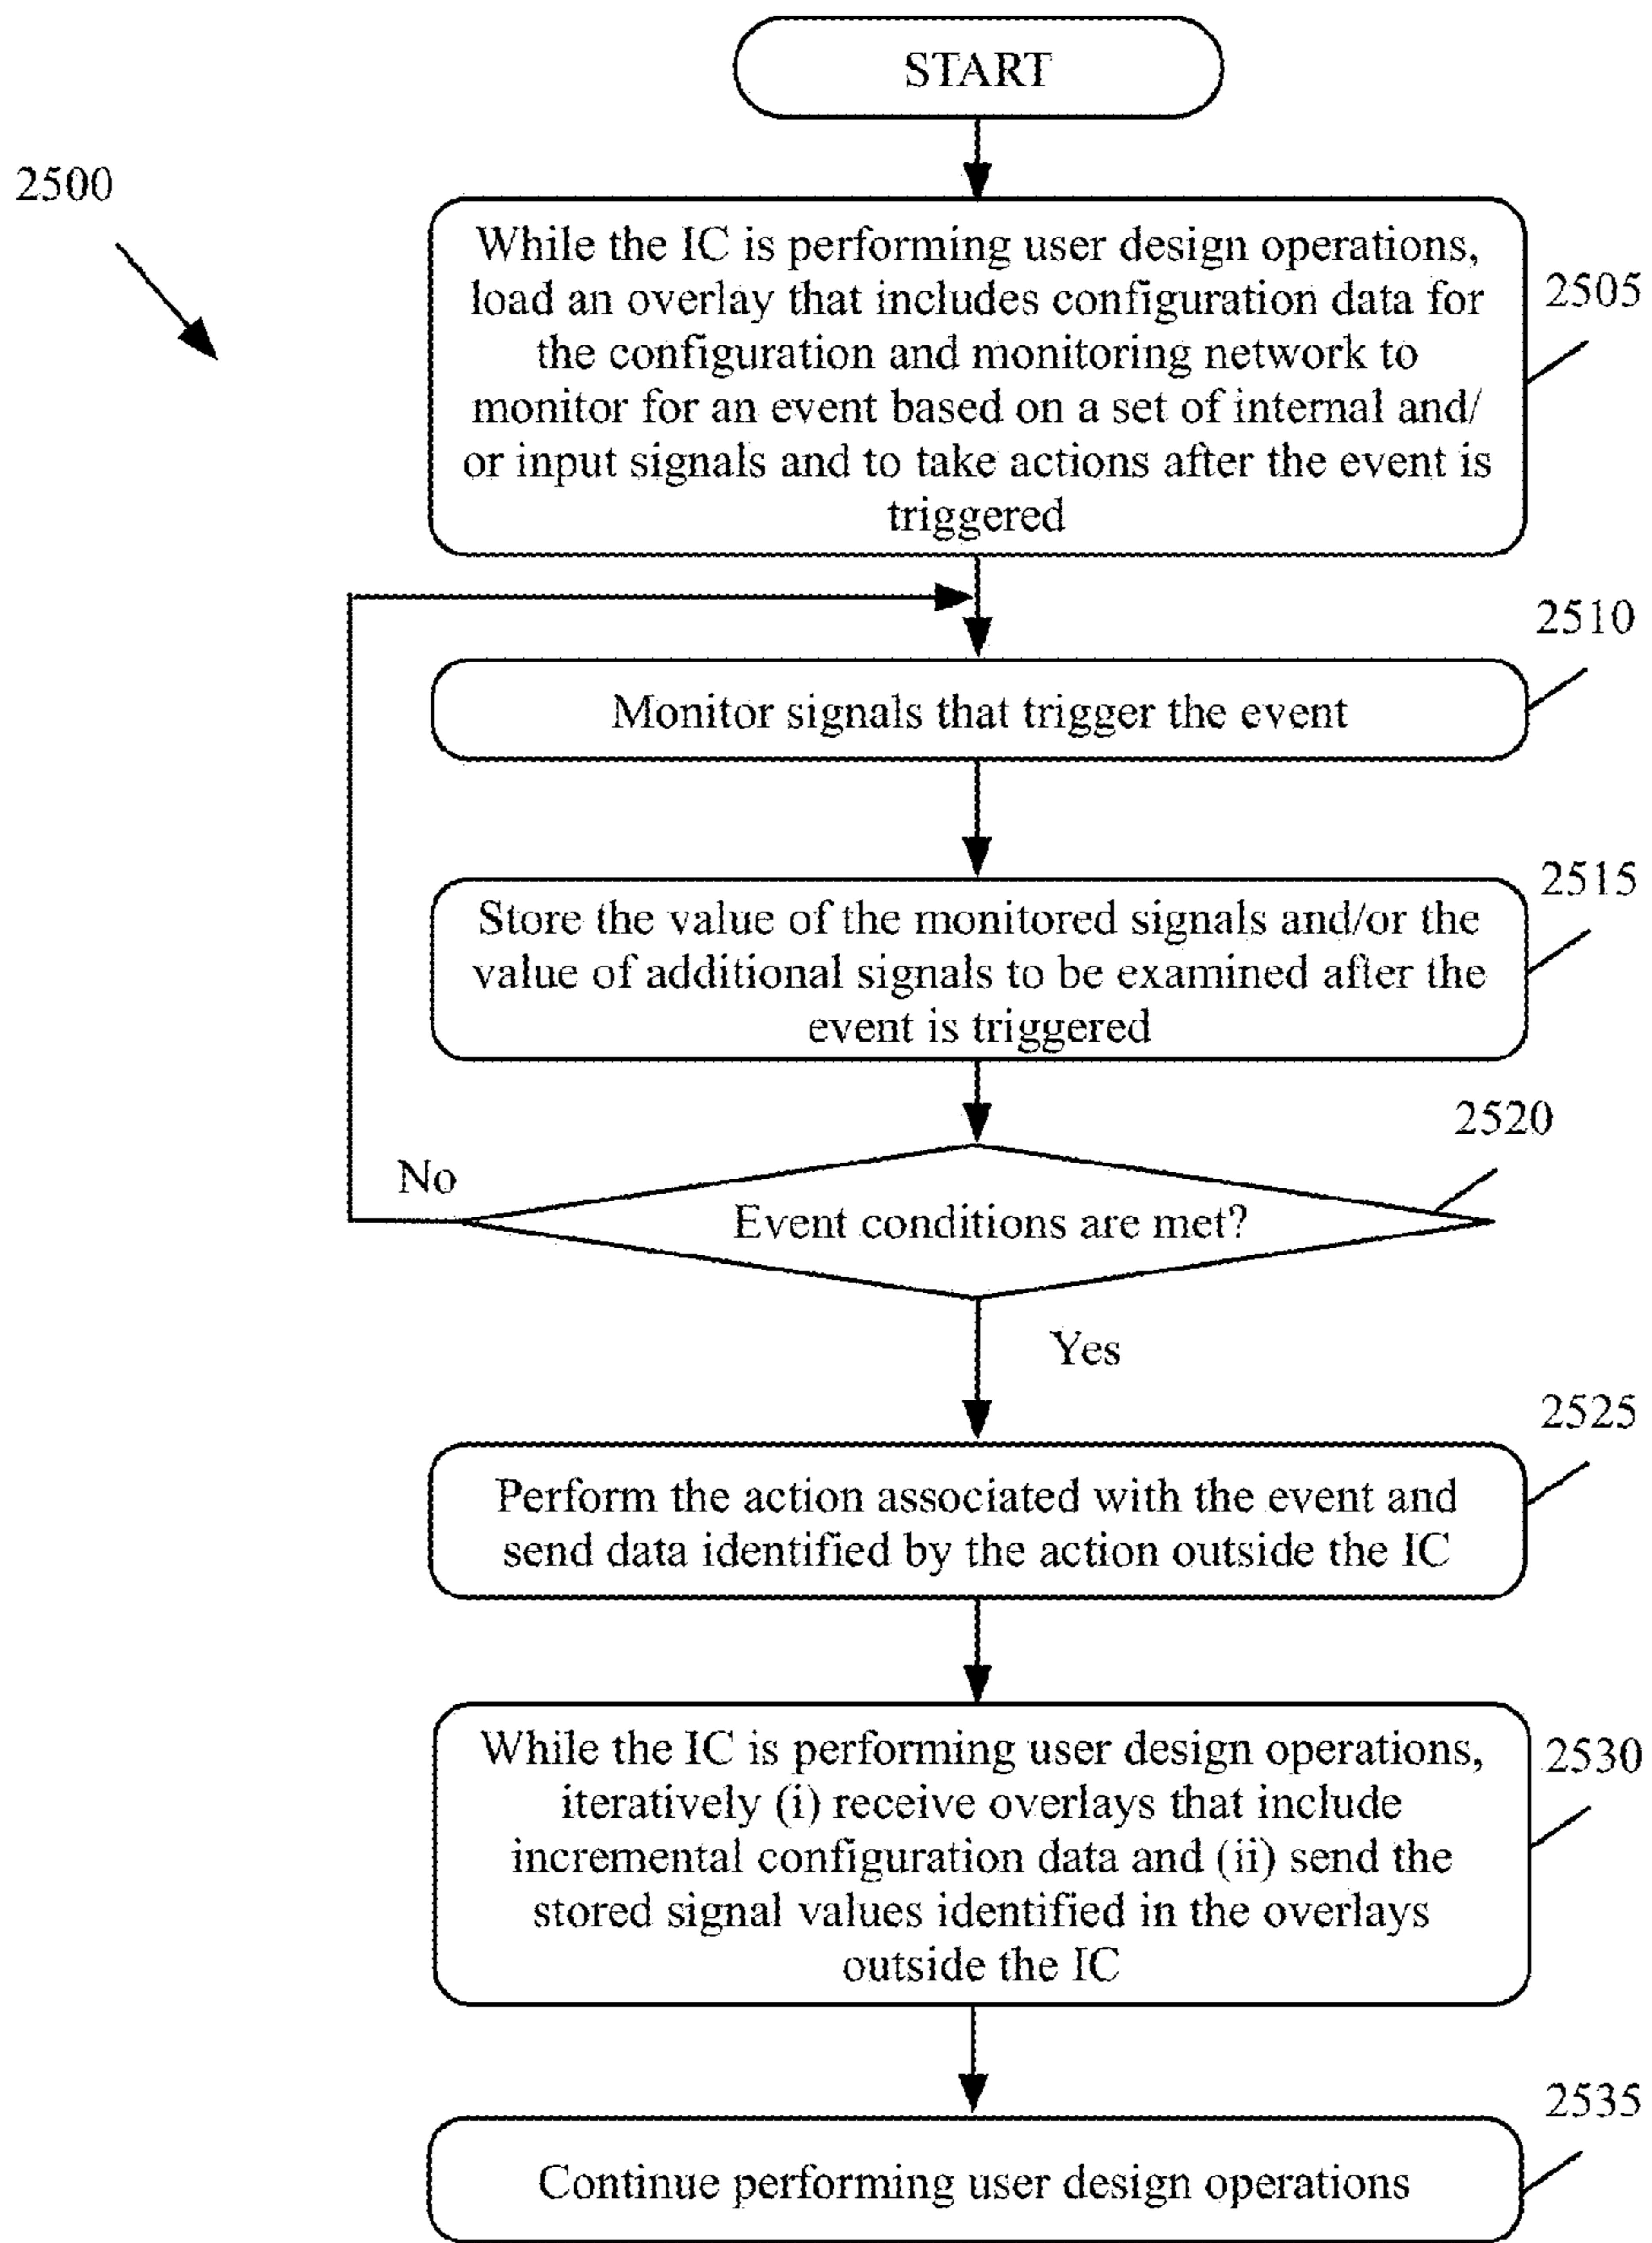 START
2500
While the IC is performing user design operations,
load an overlay that includes configuration data for
the configuration and monitoring network to
monitor for an event based on a set of internal and/
or input signals and to take actions after the event is
triggered
2505
2510
Monitor signals that trigger the event
2515
Store the value of the monitored signals and/or the
value of additional signals to be examined after the
event is triggered
2520
No
Event conditions are met?
Yes
2525
Perform the action associated with the event and
send data identified by the action outside the IC
While the IC is performing user design operations,
iteratively (i) receive overlays that include
incremental configuration data and (ii) send the
stored signal values identified in the overlays
outside the IC
2530
2535
Continue performing user design operations